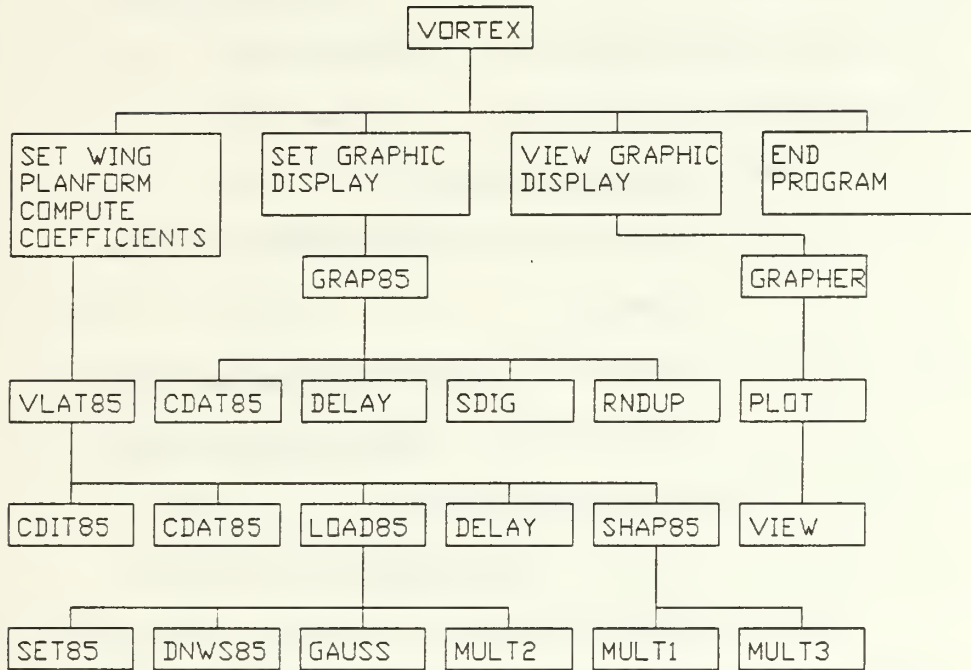 VORTEX
SET WING
PLANFORM
COMPUTE
COEFFICIENTS
SET GRAPHIC
DISPLAY
VIEW GRAPHIC
DISPLAY
END
PROGRAM
GRAP85
GRAPHER
VLAT85
CDAT85
DELAY
SDIG
RNDUP
PLOT
CDIT85
CDAT85
LOAD85
DELAY
SHAP85
VIEW
SET85
DNWS85
GAUSS
MULT2
MULT1
MULT3